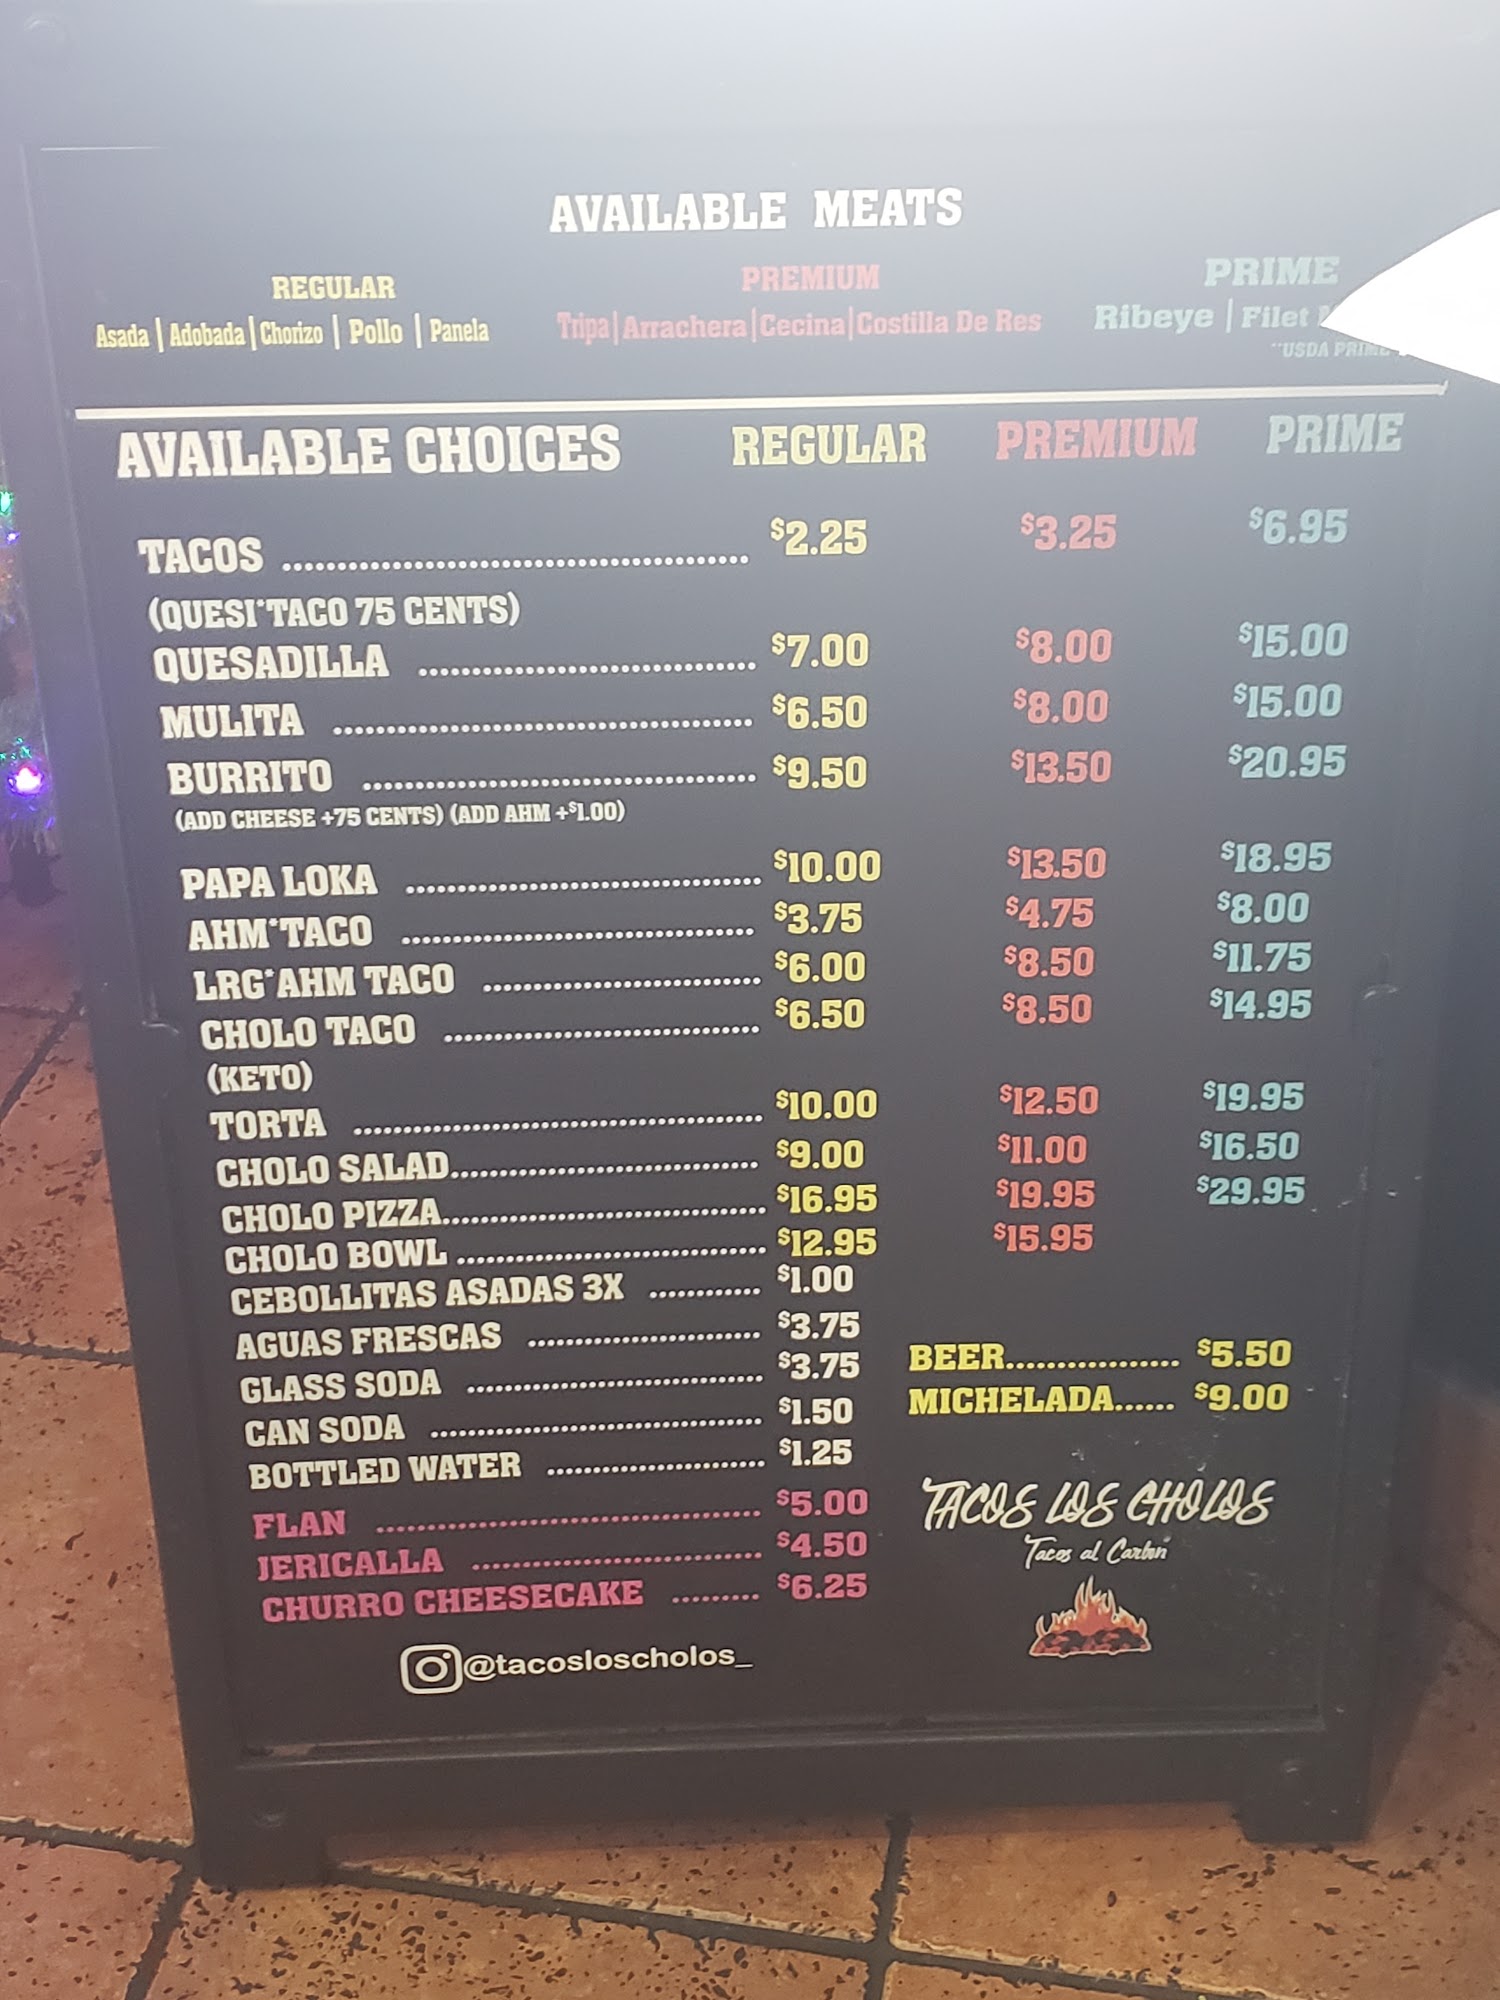 AVAILABLE MEATS
REGULAR PREMIUM PRIME
Asada | Adobada | Chorizo | Pollo | Panela Tripa | Arrachera | Cecina | Costilla De Res Ribeye | Filet
**USDA PRIME
AVAILABLE CHOICES REGULAR PREMIUM PRIME
TACOS ........................................ $2.25 $3.25 $6.95
(QUESI*TACO 75 CENTS)
QUESADILLA ............................... $7.00 $8.00 $15.00
MULITA ...................................... $6.50 $8.00 $15.00
BURRITO .................................... $9.50 $13.50 $20.95
(ADD CHEESE +75 CENTS) (ADD AHM +$1.00)
PAPA LOKA ................................ $10.00 $13.50 $18.95
AHM*TACO ................................ $3.75 $4.75 $8.00
LRG*AHM TACO ......................... $6.00 $8.50 $11.75
CHOLO TACO ............................. $6.50 $8.50 $14.95
(KETO)
TORTA ........................................ $10.00 $12.50 $19.95
CHOLO SALAD.............................. $9.00 $11.00 $16.50
CHOLO PIZZA............................... $16.95 $19.95 $29.95
CHOLO BOWL .............................. $12.95 $15.95
CEBOLLITAS ASADAS 3X ............ $1.00
AGUAS FRESCAS ....................... $3.75
GLASS SODA .............................. $3.75
CAN SODA .................................. $1.50
BOTTLED WATER ...................... $1.25
FLAN ........................................ $5.00
JERICALLA ............................... $4.50
CHURRO CHEESECAKE ......... $6.25
BEER................. $5.50
MICHELADA...... $9.00
TACOS LOS CHOLOS
Tacos al Carbon
@tacosloscholos_